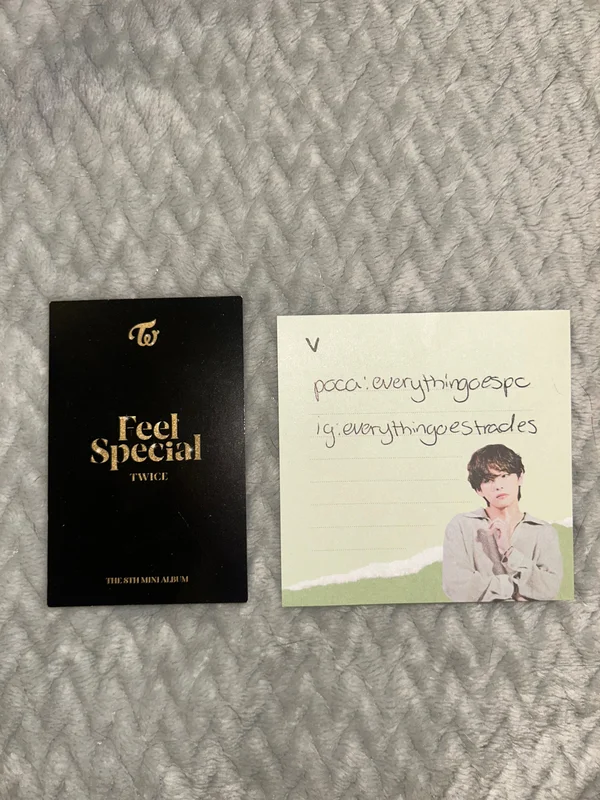 Feel
Special
TWICE
THE 8TH MINI ALBUM
V
poca: everythingoespc
ig: everythingoestrades